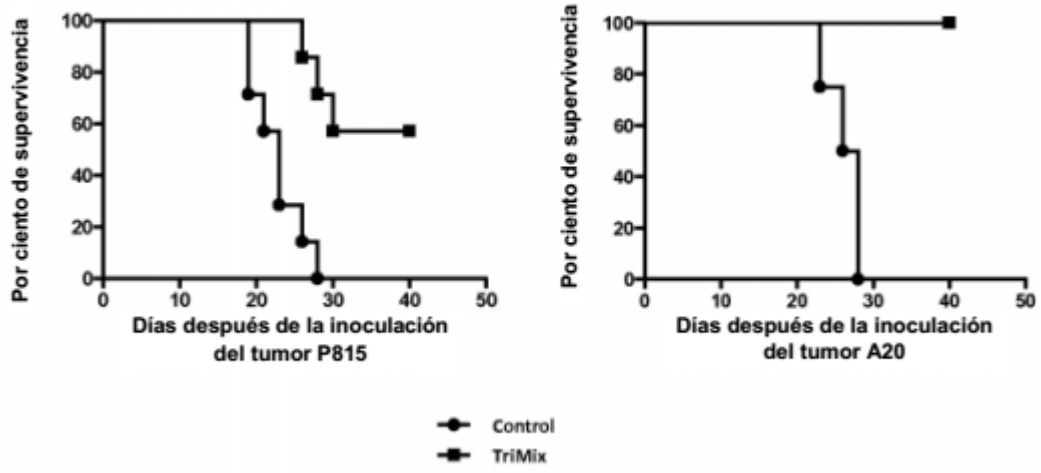 Por ciento de supervivencia
100
80
60
40
20
0
0 10 20 30 40 50
Días después de la inoculación
del tumor P815
Por ciento de supervivencia
100
80
60
40
20
0
0 10 20 30 40 50
Días después de la inoculación
del tumor A20
Control
TriMix